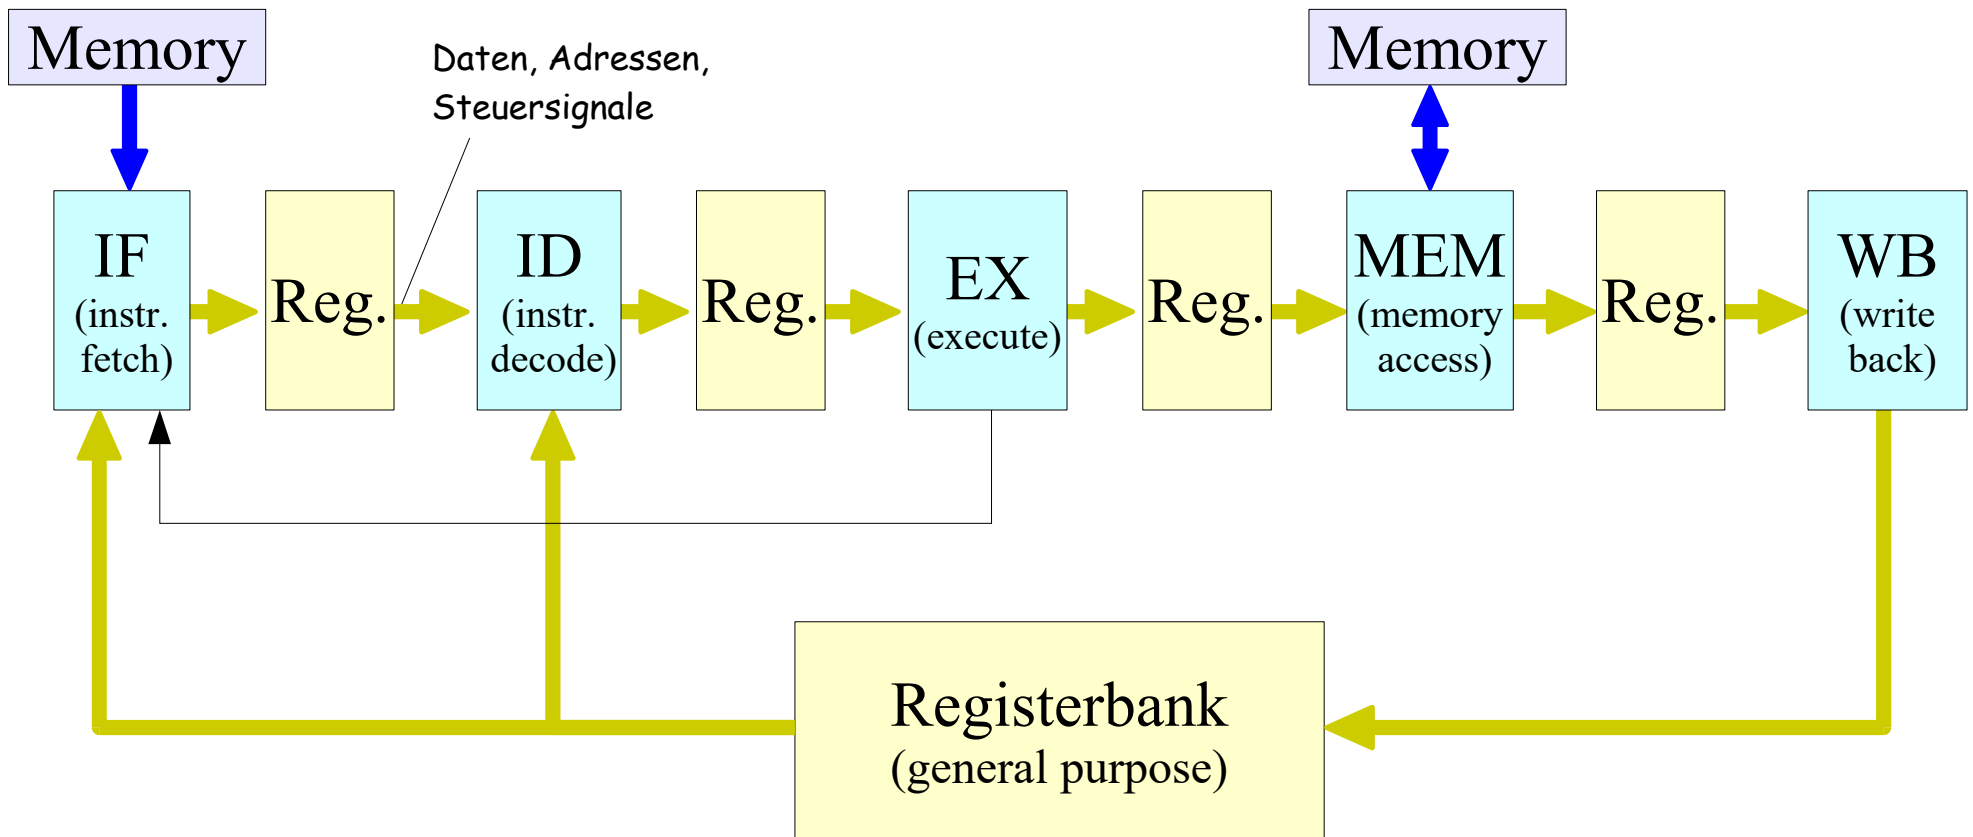 Memory
Daten, Adressen,
Steuersignale
Memory
IF
(instr.
fetch)
Reg.
ID
(instr.
decode)
Reg.
EX
(execute)
Reg.
MEM
(memory
access)
Reg.
WB
(write
back)
Registerbank
(general purpose)